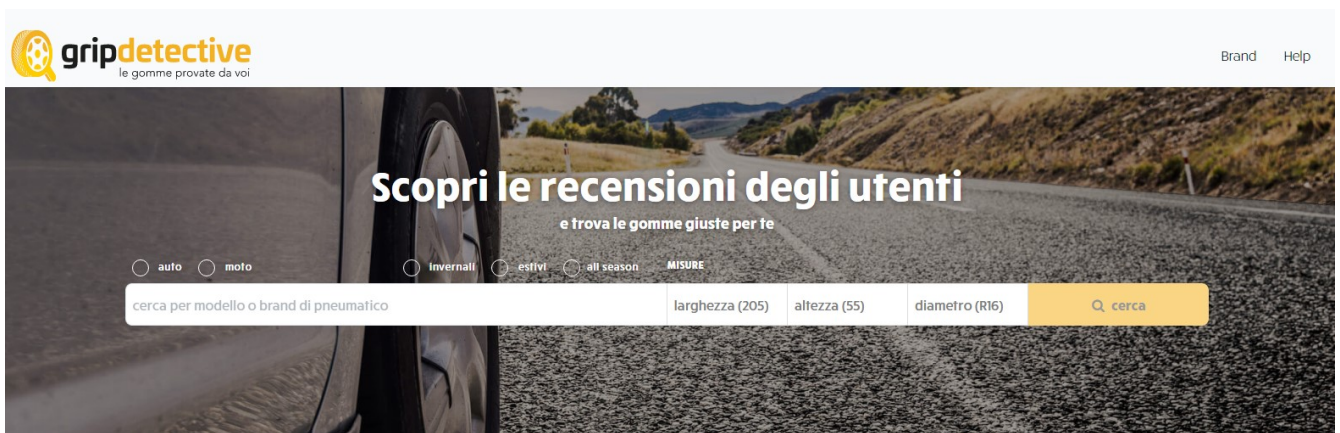 gripdetective
le gomme provate da voi
Brand Help
Scopri le recensioni degli utenti
e trova le gomme giuste per te
auto moto invernali estivi all season MISURE
cerca per modello o brand di pneumatico larghezza (205) altezza (55) diametro (R16) cerca